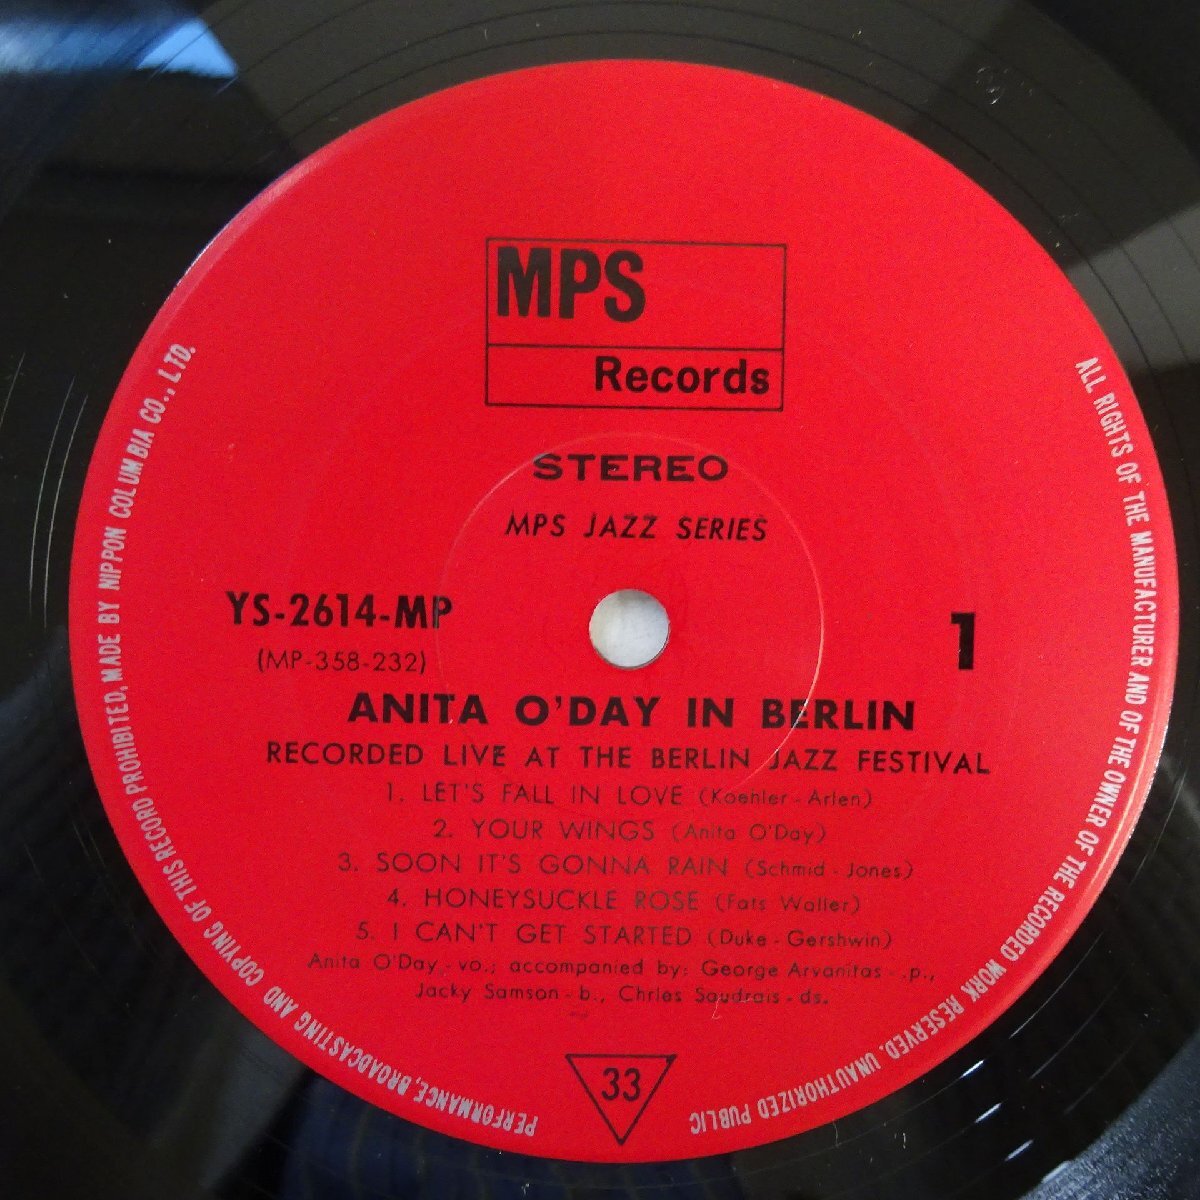 MPS
Records
STEREO
MPS JAZZ SERIES
YS-2614-MP
(MP-358-232)
1
ANITA O'DAY IN BERLIN
RECORDED LIVE AT THE BERLIN JAZZ FESTIVAL
1. LET'S FALL IN LOVE (Koehler - Arlen)
2. YOUR WINGS (Anita O'Day)
3. SOON IT'S GONNA RAIN (Schmid - Jones)
4. HONEYSUCKLE ROSE (Fats Waller)
5. I CAN'T GET STARTED (Duke - Gershwin)
Anita O'Day - vo.; accompanied by: George Arvanitas - .p.,
Jacky Samson - b., Chrles Soudrais - ds.
33
ALL RIGHTS OF THE MANUFACTURER AND OF THE OWNER OF THE RECORDED WORK RESERVED. UNAUTHORIZED PUBLIC PERFORMANCE, BROADCASTING AND COPYING OF THIS RECORD PROHIBITED, MADE BY NIPPON COLUMBIA CO., LTD.